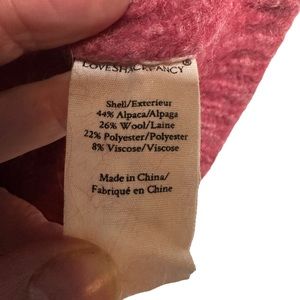 LOVESHACKFANCY®
Shell/Exterieur
44% Alpaca/Alpaga
26% Wool/Laine
22% Polyester/Polyester
8% Viscose/Viscose
Made in China/
Fabriqué en Chine